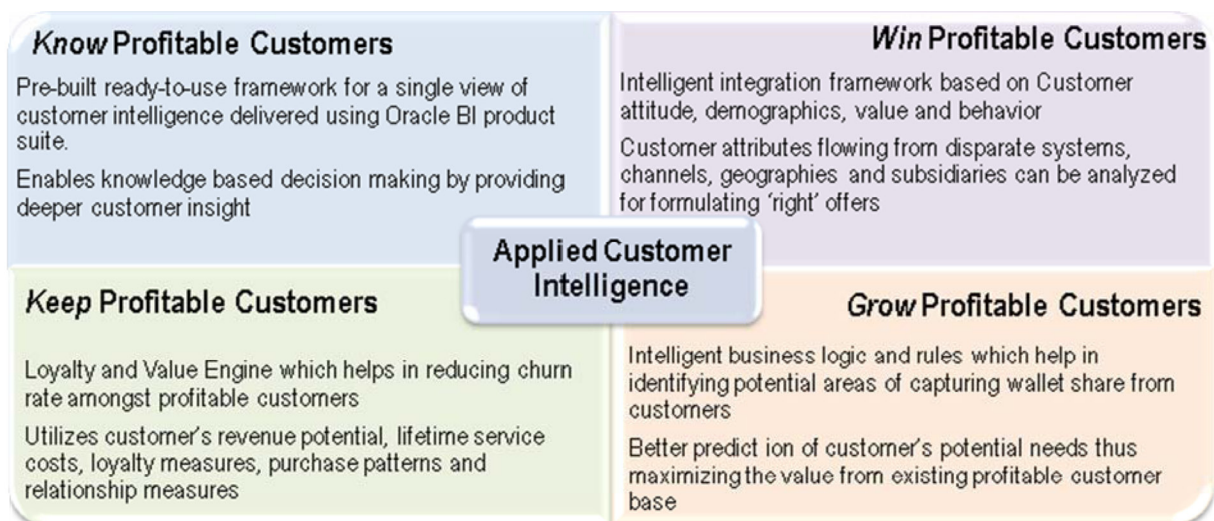 Know Profitable Customers
Pre-built ready-to-use framework for a single view of
customer intelligence delivered using Oracle BI product
suite.
Enables knowledge based decision making by providing
deeper customer insight
Win Profitable Customers
Intelligent integration framework based on Customer
attitude, demographics, value and behavior
Customer attributes flowing from disparate systems,
channels, geographies and subsidiaries can be analyzed
for formulating ‘right’ offers
Applied Customer
Intelligence
Keep Profitable Customers
Loyalty and Value Engine which helps in reducing churn
rate amongst profitable customers
Utilizes customer’s revenue potential, lifetime service
costs, loyalty measures, purchase patterns and
relationship measures
Grow Profitable Customers
Intelligent business logic and rules which help in
identifying potential areas of capturing wallet share from
customers
Better predict ion of customer’s potential needs thus
maximizing the value from existing profitable customer
base